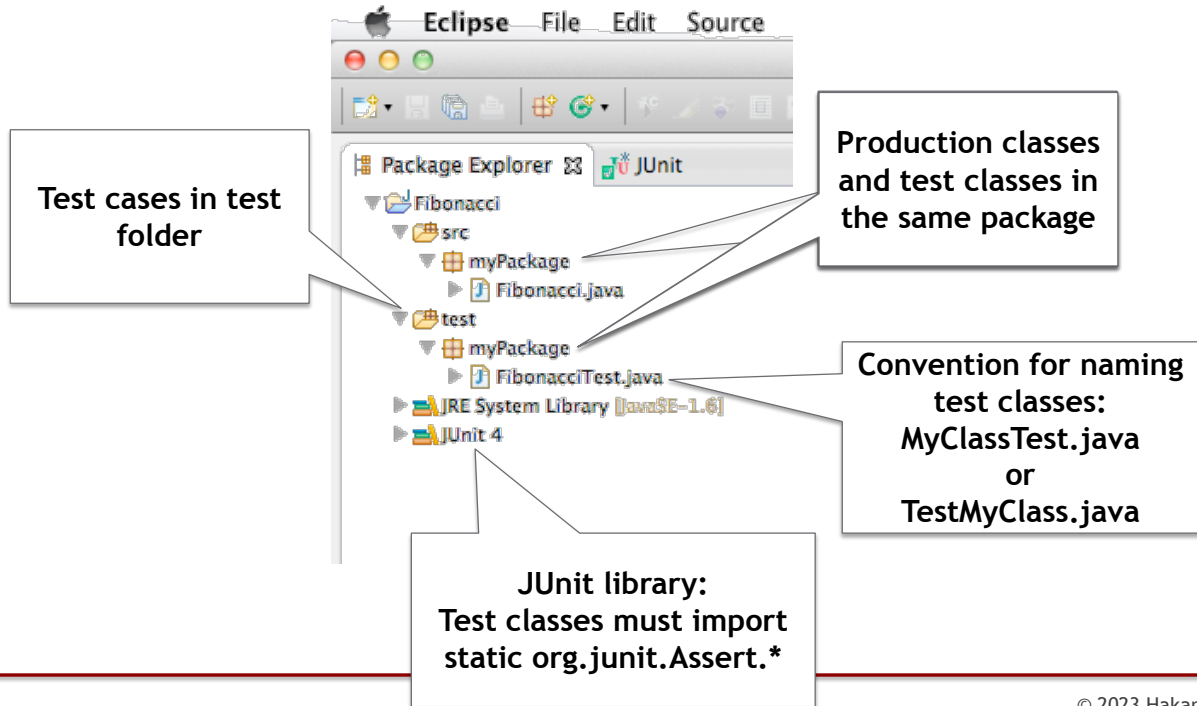 Eclipse File Edit Source
Package Explorer JUnit
Fibonacci
src
myPackage
Fibonacci.java
test
myPackage
FibonacciTest.java
JRE System Library [JavaSE-1.6]
JUnit 4
Test cases in test
folder
Production classes
and test classes in
the same package
Convention for naming
test classes:
MyClassTest.java
or
TestMyClass.java
JUnit library:
Test classes must import
static org.junit.Assert.*
© 2023 Hakar